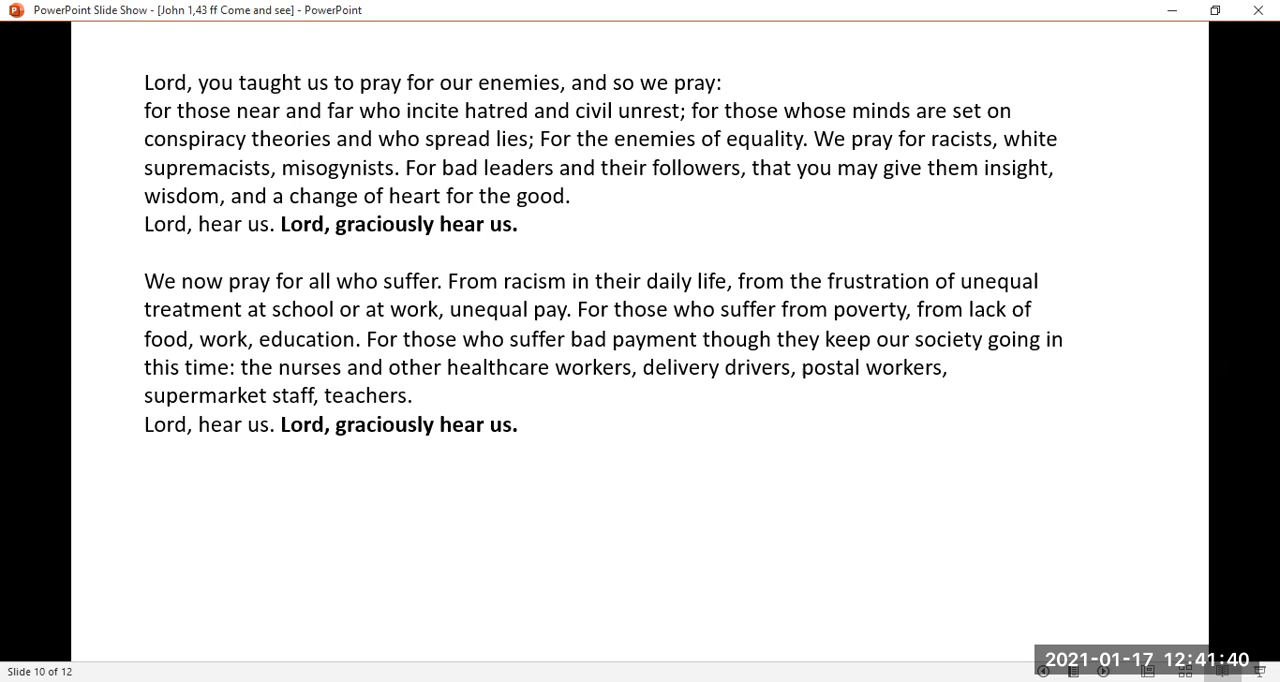 PowerPoint Slide Show - [John 1,43 ff Come and see] - PowerPoint
Lord, you taught us to pray for our enemies, and so we pray:
for those near and far who incite hatred and civil unrest; for those whose minds are set on
conspiracy theories and who spread lies; For the enemies of equality. We pray for racists, white
supremacists, misogynists. For bad leaders and their followers, that you may give them insight,
wisdom, and a change of heart for the good.
Lord, hear us. Lord, graciously hear us.
We now pray for all who suffer. From racism in their daily life, from the frustration of unequal
treatment at school or at work, unequal pay. For those who suffer from poverty, from lack of
food, work, education. For those who suffer bad payment though they keep our society going in
this time: the nurses and other healthcare workers, delivery drivers, postal workers,
supermarket staff, teachers.
Lord, hear us. Lord, graciously hear us.
2021-01-17 12:41:40
Slide 10 of 12